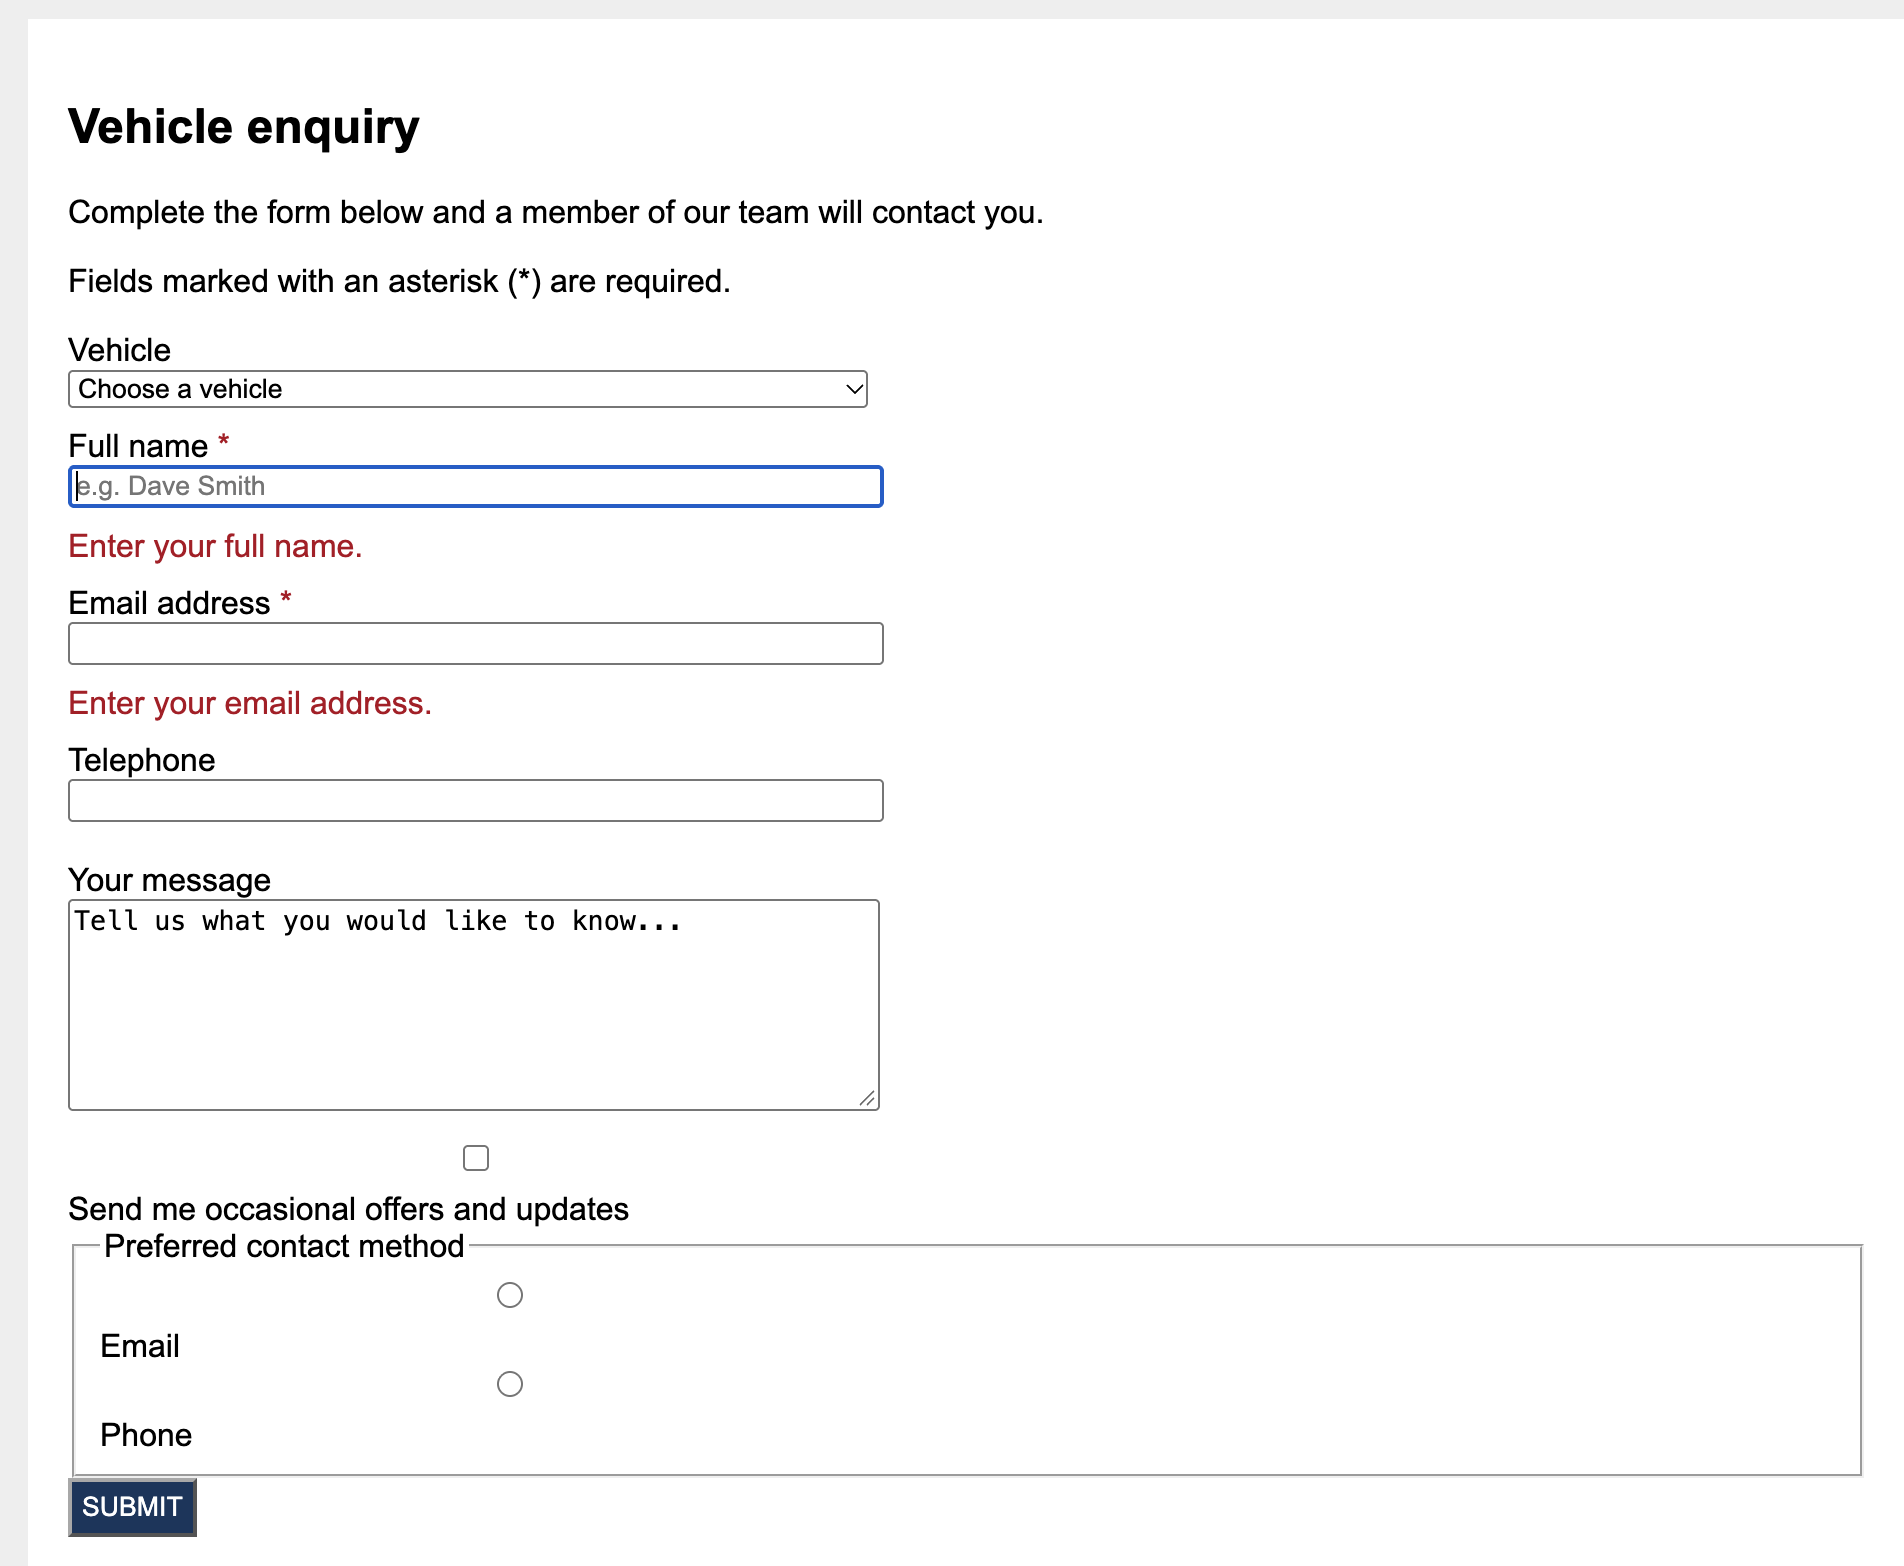 Vehicle enquiry
Complete the form below and a member of our team will contact you.
Fields marked with an asterisk (*) are required.
Vehicle
Choose a vehicle
Full name *
e.g. Dave Smith
Enter your full name.
Email address *
Enter your email address.
Telephone
Your message
Tell us what you would like to know...
Send me occasional offers and updates
Preferred contact method
Email
Phone
SUBMIT